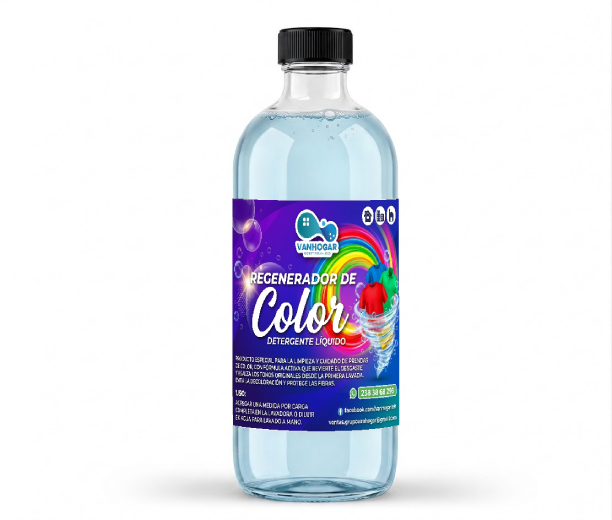 VANHOGAR
REGENERADOR DE
Color
DETERGENTE LÍQUIDO
PRODUCTO ESPECIAL PARA LA LIMPIEZA Y CUIDADO DE PRENDAS
DE COLOR, CON FÓRMULA ACTIVA QUE REVIERTE EL DESGASTE
Y REALZA LOS TONOS ORIGINALES DESDE LA PRIMERA LAVADA.
EVITA LA DECOLORACIÓN Y PROTEGE LAS FIBRAS.
USO:
AGREGAR UNA MEDIDA POR CARGA
COMPLETA EN LA LAVADORA O DILUIR
EN AGUA PARA LAVADO A MANO.
238 38 68 296